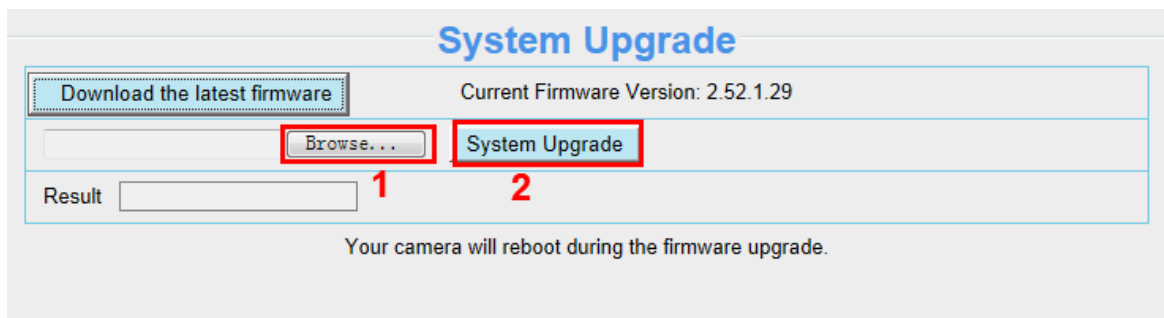 System Upgrade
Download the latest firmware Current Firmware Version: 2.52.1.29
Browse... System Upgrade
1 2
Result
Your camera will reboot during the firmware upgrade.